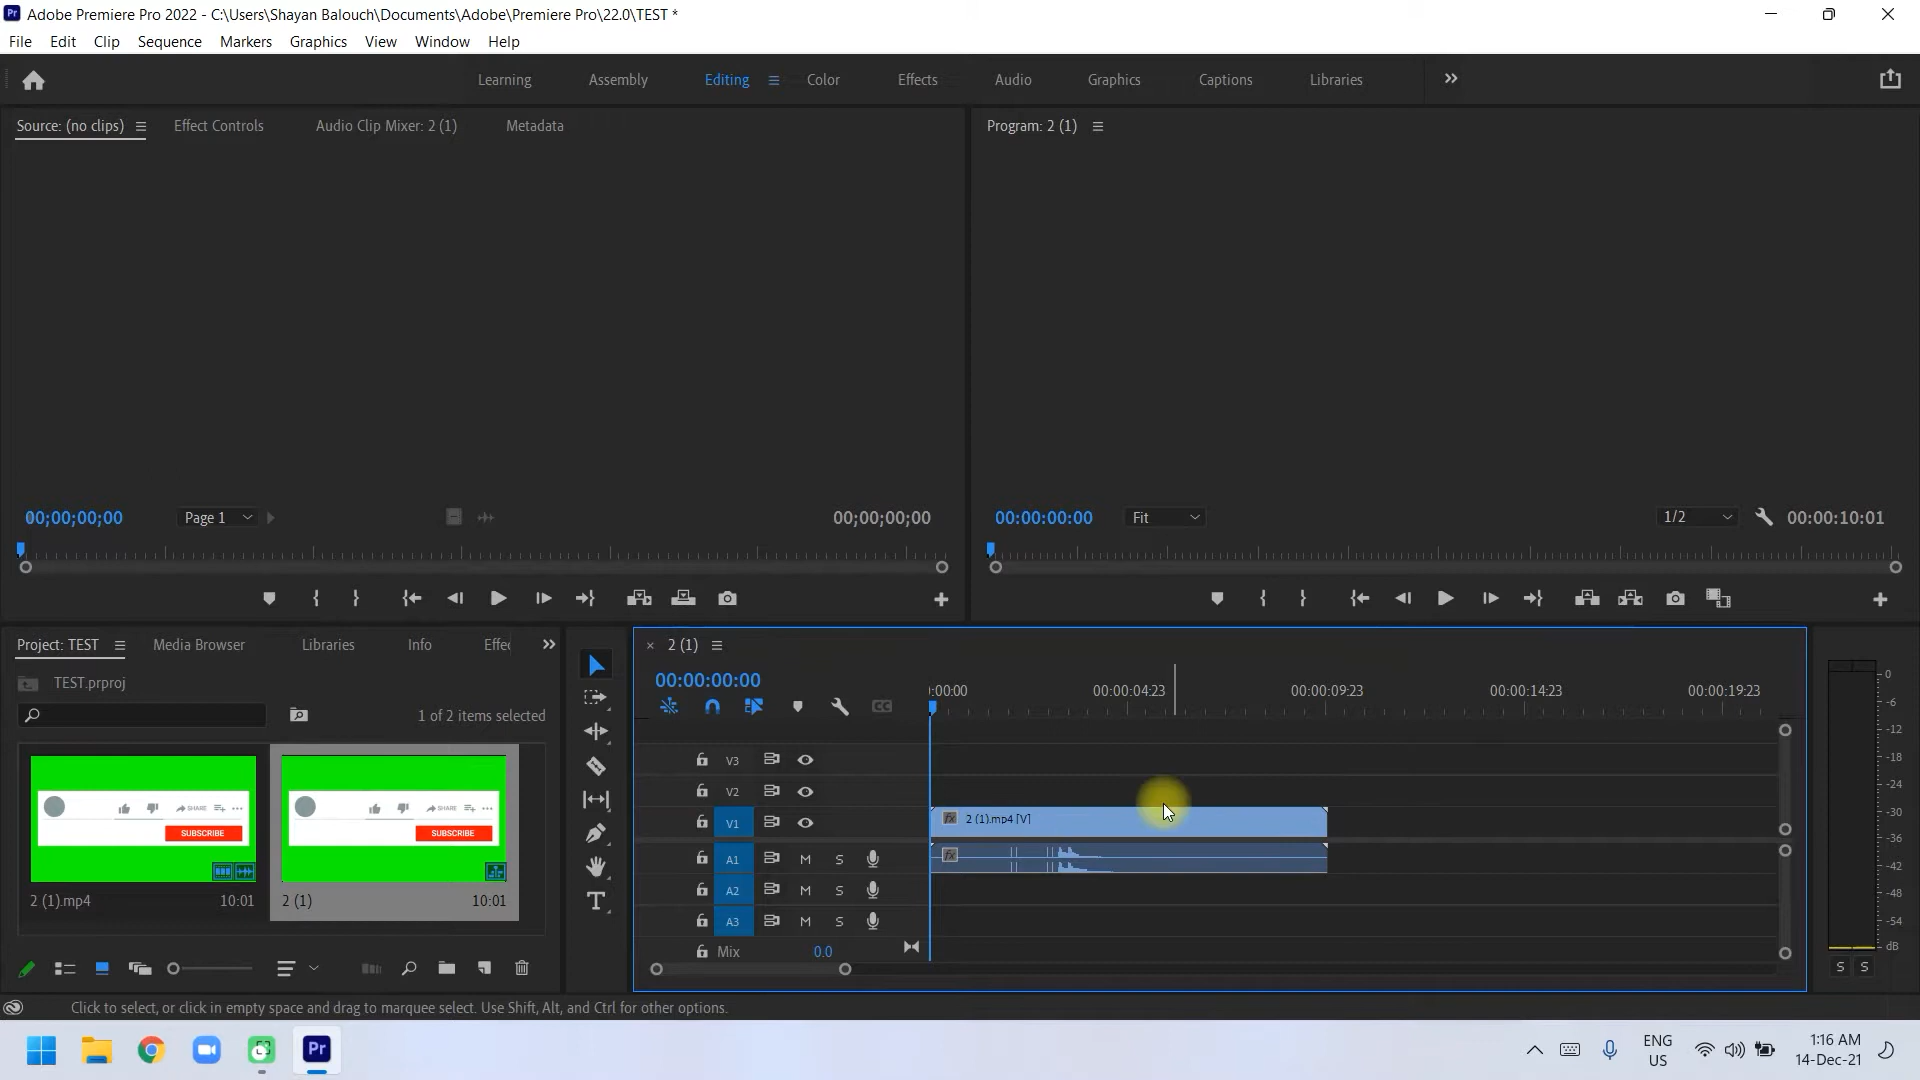 Pr Adobe Premiere Pro 2022 - C:\Users\Shayan Balouch\Documents\Adobe\Premiere Pro\22.0\TEST *
File Edit Clip Sequence Markers Graphics View Window Help
Learning Assembly Editing Color Effects Audio Graphics Captions Libraries
Source: (no clips) Effect Controls Audio Clip Mixer: 2 (1) Metadata
Program: 2 (1)
00;00;00;00 Page 1 00;00;00;00
00:00:00:00 Fit 1/2 00:00:10:01
Project: TEST Media Browser Libraries Info Effec
TEST.prproj
1 of 2 items selected
SHARE
SUBSCRIBE
2 (1).mp4 10:01
SHARE
SUBSCRIBE
2 (1) 10:01
T
2 (1)
00:00:00:00
:00:00 00:00:04:23 00:00:09:23 00:00:14:23 00:00:19:23
CC
V3
V2
V1 fx 2 (1).mp4 [V]
A1 M S fx
A2 M S
A3 M S
Mix 0.0
0
-6
-12
-18
-24
-30
-36
-42
-48
-54
dB
S S
Click to select, or click in empty space and drag to marquee select. Use Shift, Alt, and Ctrl for other options.
Pr
ENG
US
1:16 AM
14-Dec-21